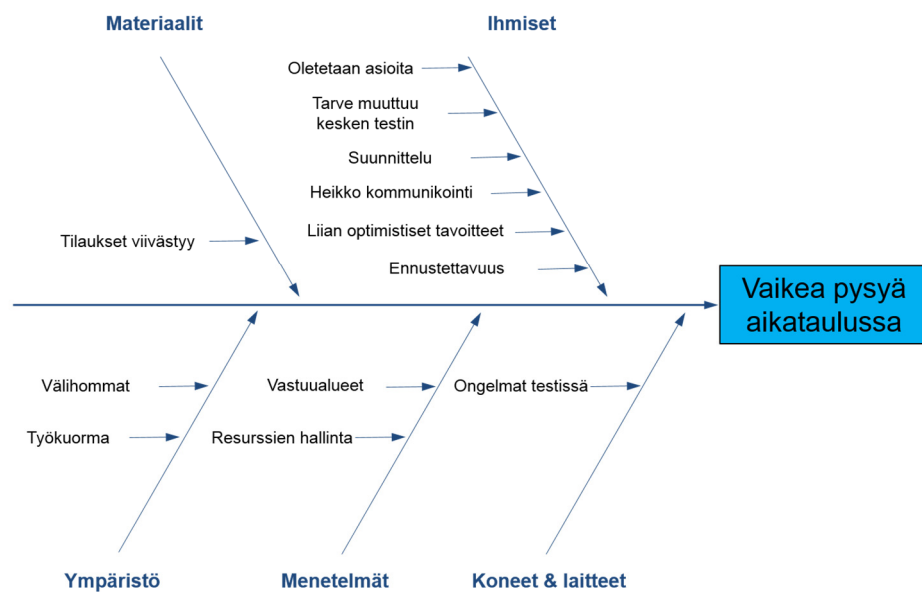 Materiaalit
Ihmiset
Oletetaan asioita
Tarve muuttuu
kesken testin
Suunnittelu
Heikko kommunikointi
Tilaukset viivästyy
Liian optimistiset tavoitteet
Ennustettavuus
Vaikea pysyä
aikataulussa
Välihommat
Vastuualueet
Ongelmat testissä
Työkuorma
Resurssien hallinta
Ympäristö
Menetelmät
Koneet & laitteet